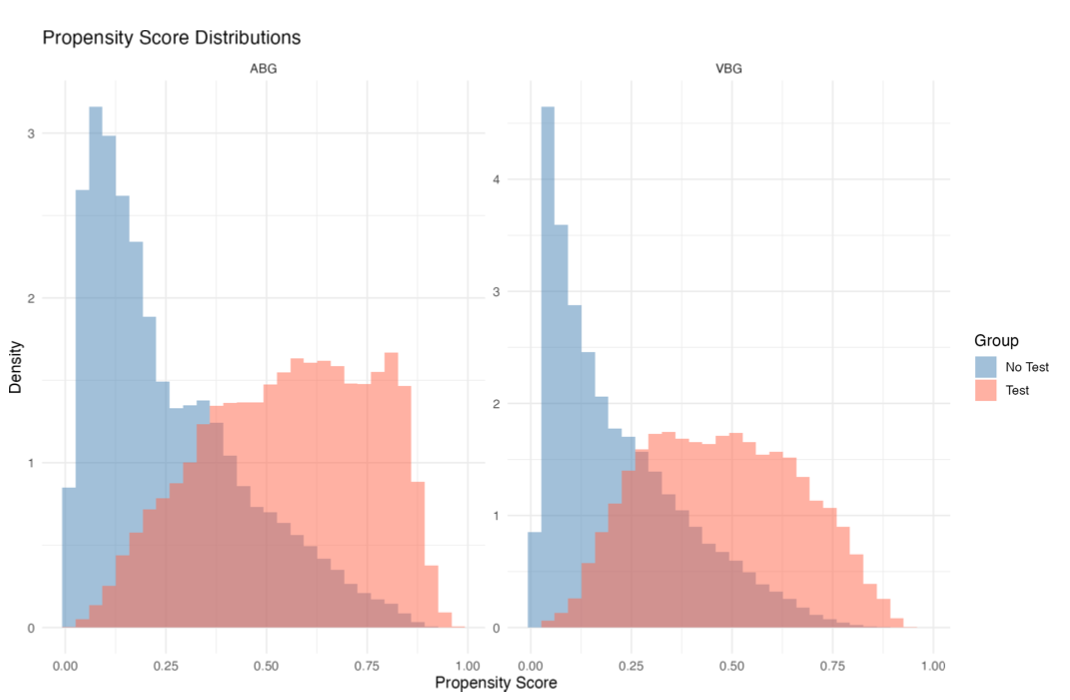 Propensity Score Distributions
ABG
VBG
Density
3
2
1
0
4
3
2
1
0
0.00 0.25 0.50 0.75 1.00
0.00 0.25 0.50 0.75 1.00
Propensity Score
Group
No Test
Test